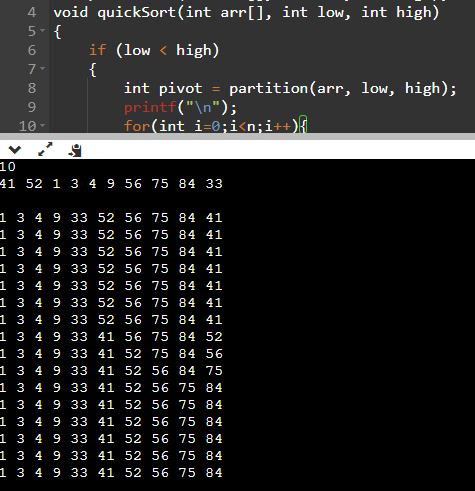 4 void quickSort(int arr[], int low, int high)
5 {
6 if (low < high)
7 {
8 int pivot = partition(arr, low, high);
9 printf("\n");
10 for(int i=0;i<n;i++){
10
41 52 1 3 4 9 56 75 84 33
1 3 4 9 33 52 56 75 84 41
1 3 4 9 33 52 56 75 84 41
1 3 4 9 33 52 56 75 84 41
1 3 4 9 33 52 56 75 84 41
1 3 4 9 33 52 56 75 84 41
1 3 4 9 33 52 56 75 84 41
1 3 4 9 33 52 56 75 84 41
1 3 4 9 33 41 56 75 84 52
1 3 4 9 33 41 52 75 84 56
1 3 4 9 33 41 52 56 84 75
1 3 4 9 33 41 52 56 75 84
1 3 4 9 33 41 52 56 75 84
1 3 4 9 33 41 52 56 75 84
1 3 4 9 33 41 52 56 75 84
1 3 4 9 33 41 52 56 75 84
1 3 4 9 33 41 52 56 75 84